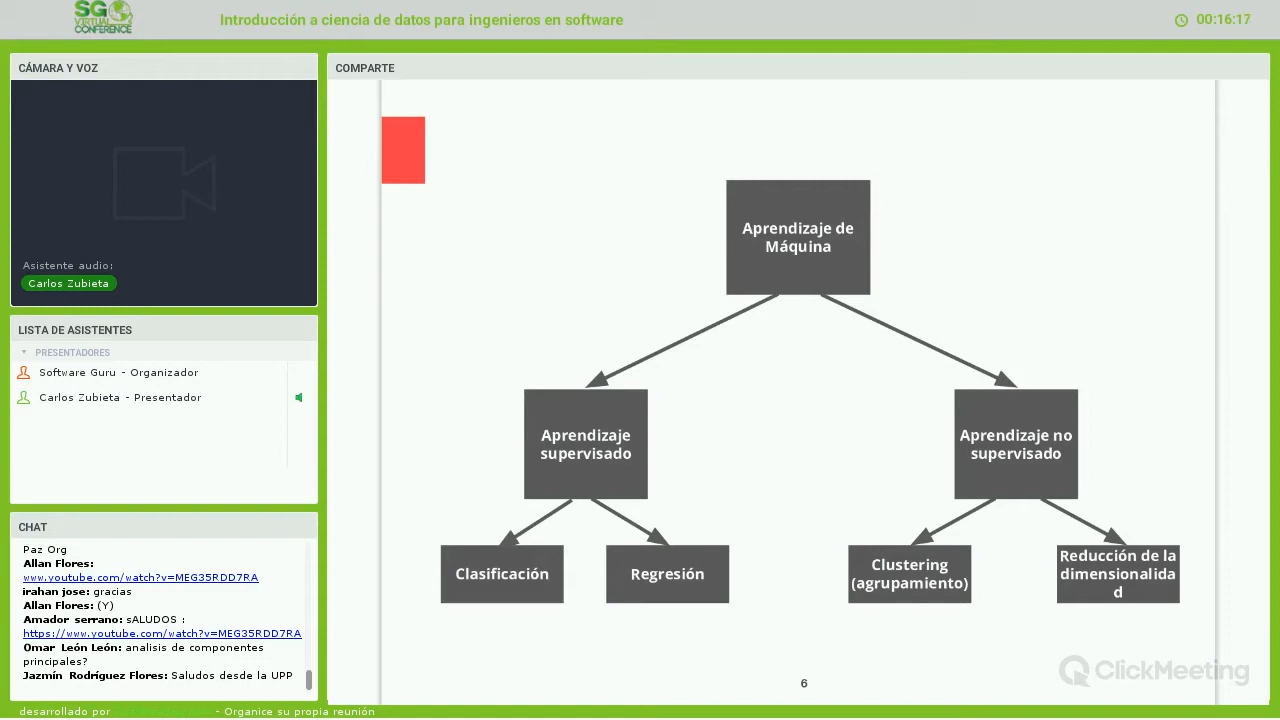 SG
VIRTUAL
CONFERENCE
Introducción a ciencia de datos para ingenieros en software
00:16:17
CÁMARA Y VOZ
Asistente audio:
Carlos Zubieta
LISTA DE ASISTENTES
PRESENTADORES
Software Guru - Organizador
Carlos Zubieta - Presentador
CHAT
Paz Org
Allan Flores:
www.youtube.com/watch?v=MEG35RDD7RA
irahan jose: gracias
Allan Flores: (Y)
Amador serrano: sALUDOS :
https://www.youtube.com/watch?v=MEG35RDD7RA
Omar León León: analisis de componentes
principales?
Jazmín Rodríguez Flores: Saludos desde la UPP
desarrollado por
- Organice su propia reunión
COMPARTE
Aprendizaje de
Máquina
Aprendizaje
supervisado
Aprendizaje no
supervisado
Clasificación
Regresión
Clustering
(agrupamiento)
Reducción de la
dimensionalida
d
6
ClickMeeting